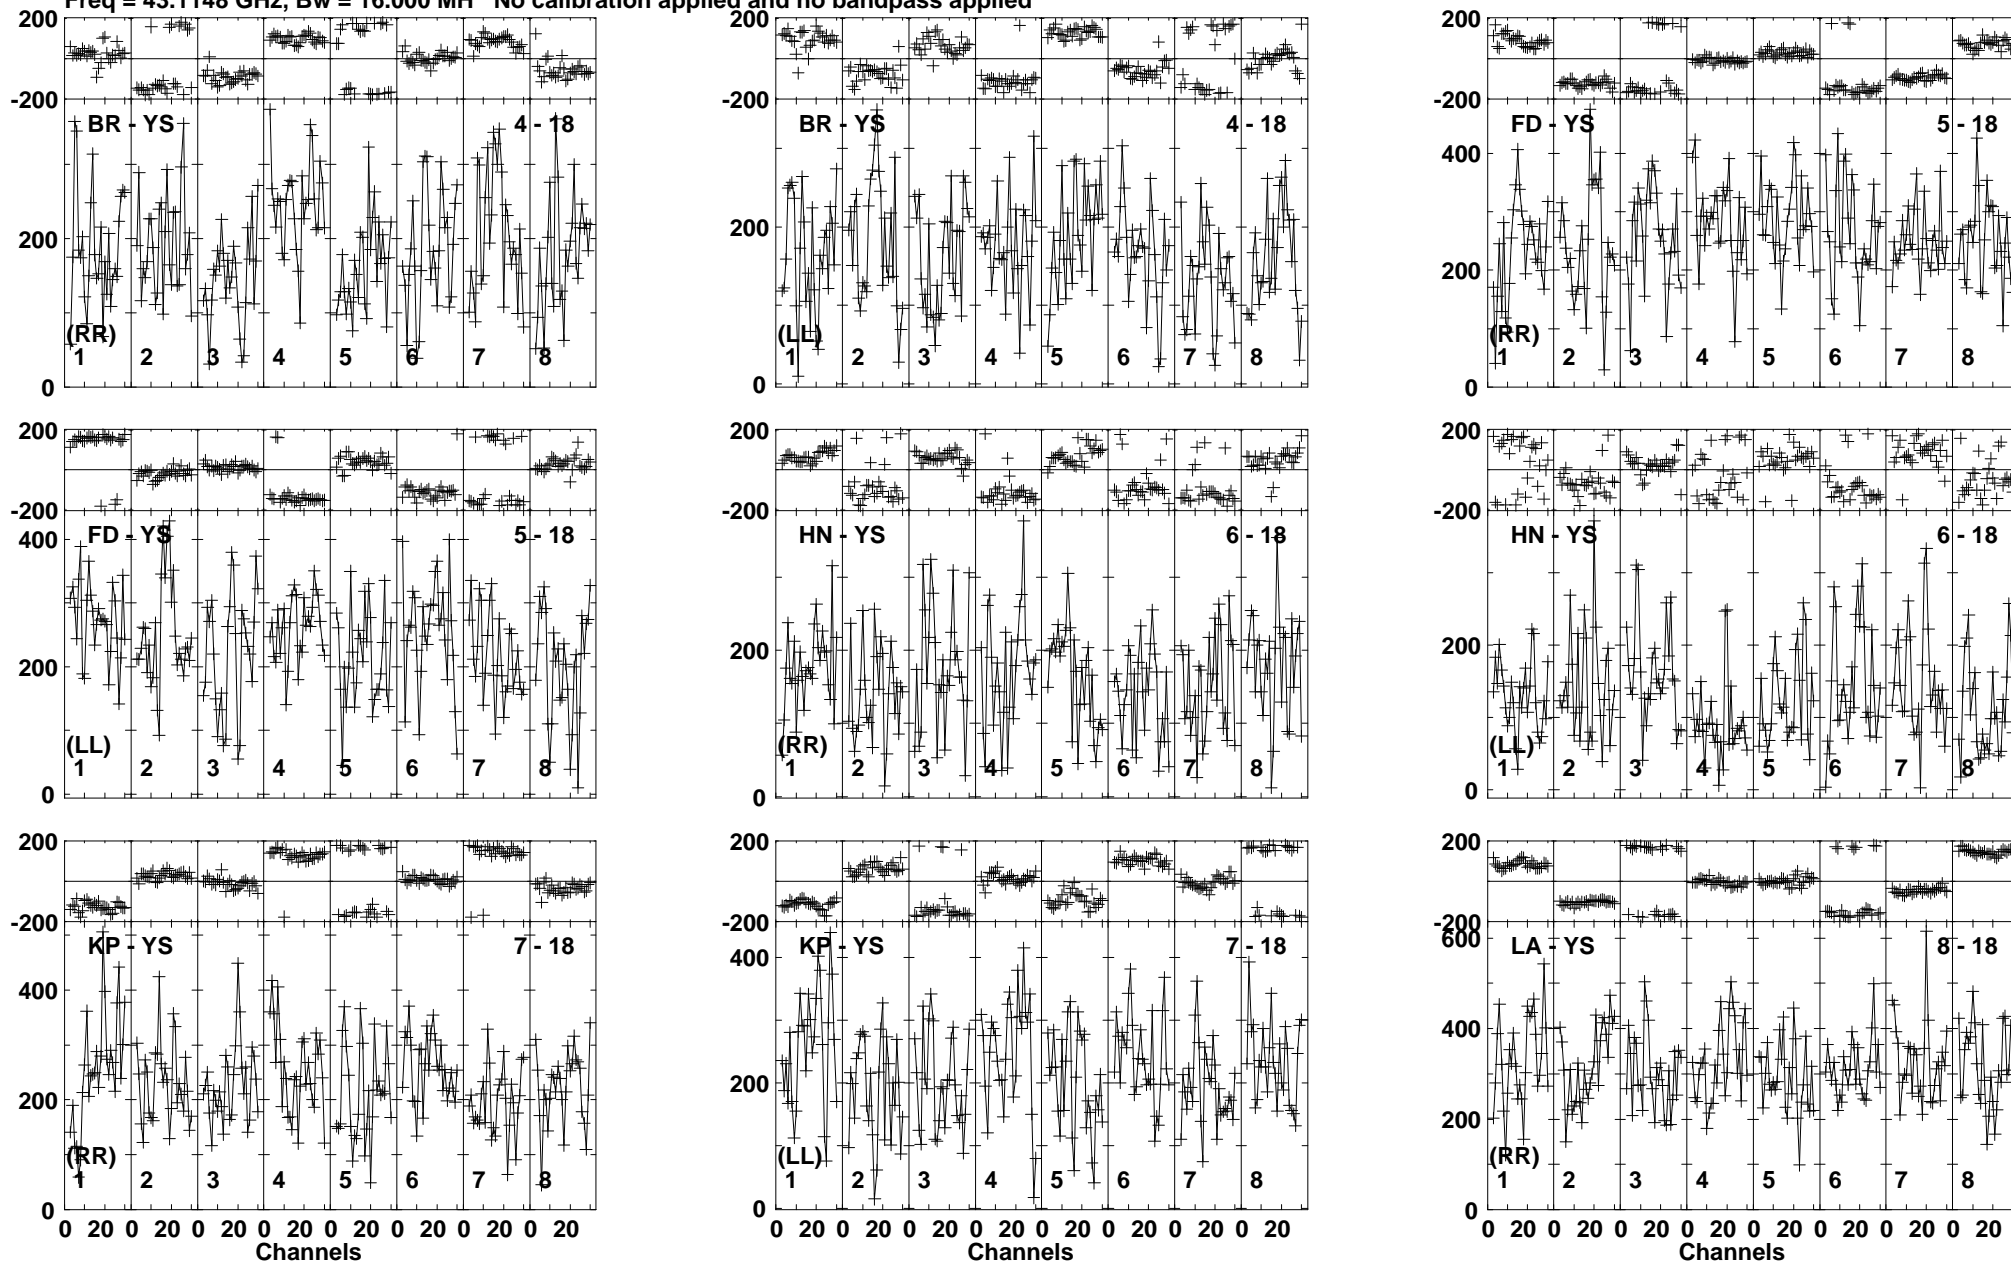 Freq = 43.1148 GHz, Bw = 16.000 MH No calibration applied and no bandpass applied
200 200 200
-200 -200 -200
BR - YS 4 - 18 BR - YS 4 - 18 FD - YS 5 - 18
400
200 200 200
(RR) (LL) (RR)
1 2 3 4 5 6 7 8 1 2 3 4 5 6 7 8 1 2 3 4 5 6 7 8
0 0 0
200 200 200
-200 -200 -200
FD - YS 5 - 18 HN - YS 6 - 18 HN - YS 6 - 18
400
200 200 200
(LL) (RR) (LL)
1 2 3 4 5 6 7 8 1 2 3 4 5 6 7 8 1 2 3 4 5 6 7 8
0 0 0
200 200 200
-200 -200 -200
KP - YS 7 - 18 KP - YS 7 - 18 LA - YS 8 - 18
600
400 400 400
200 200 200
(RR) (LL) (RR)
1 2 3 4 5 6 7 8 1 2 3 4 5 6 7 8 1 2 3 4 5 6 7 8
0 0 0
0 20 0 20 0 20 0 20 0 20 0 20 0 20 0 20 0 20 0 20 0 20 0 20 0 20 0 20 0 20 0 20 0 20 0 20 0 20 0 20 0 20 0 20 0 20 0 20
Channels Channels Channels